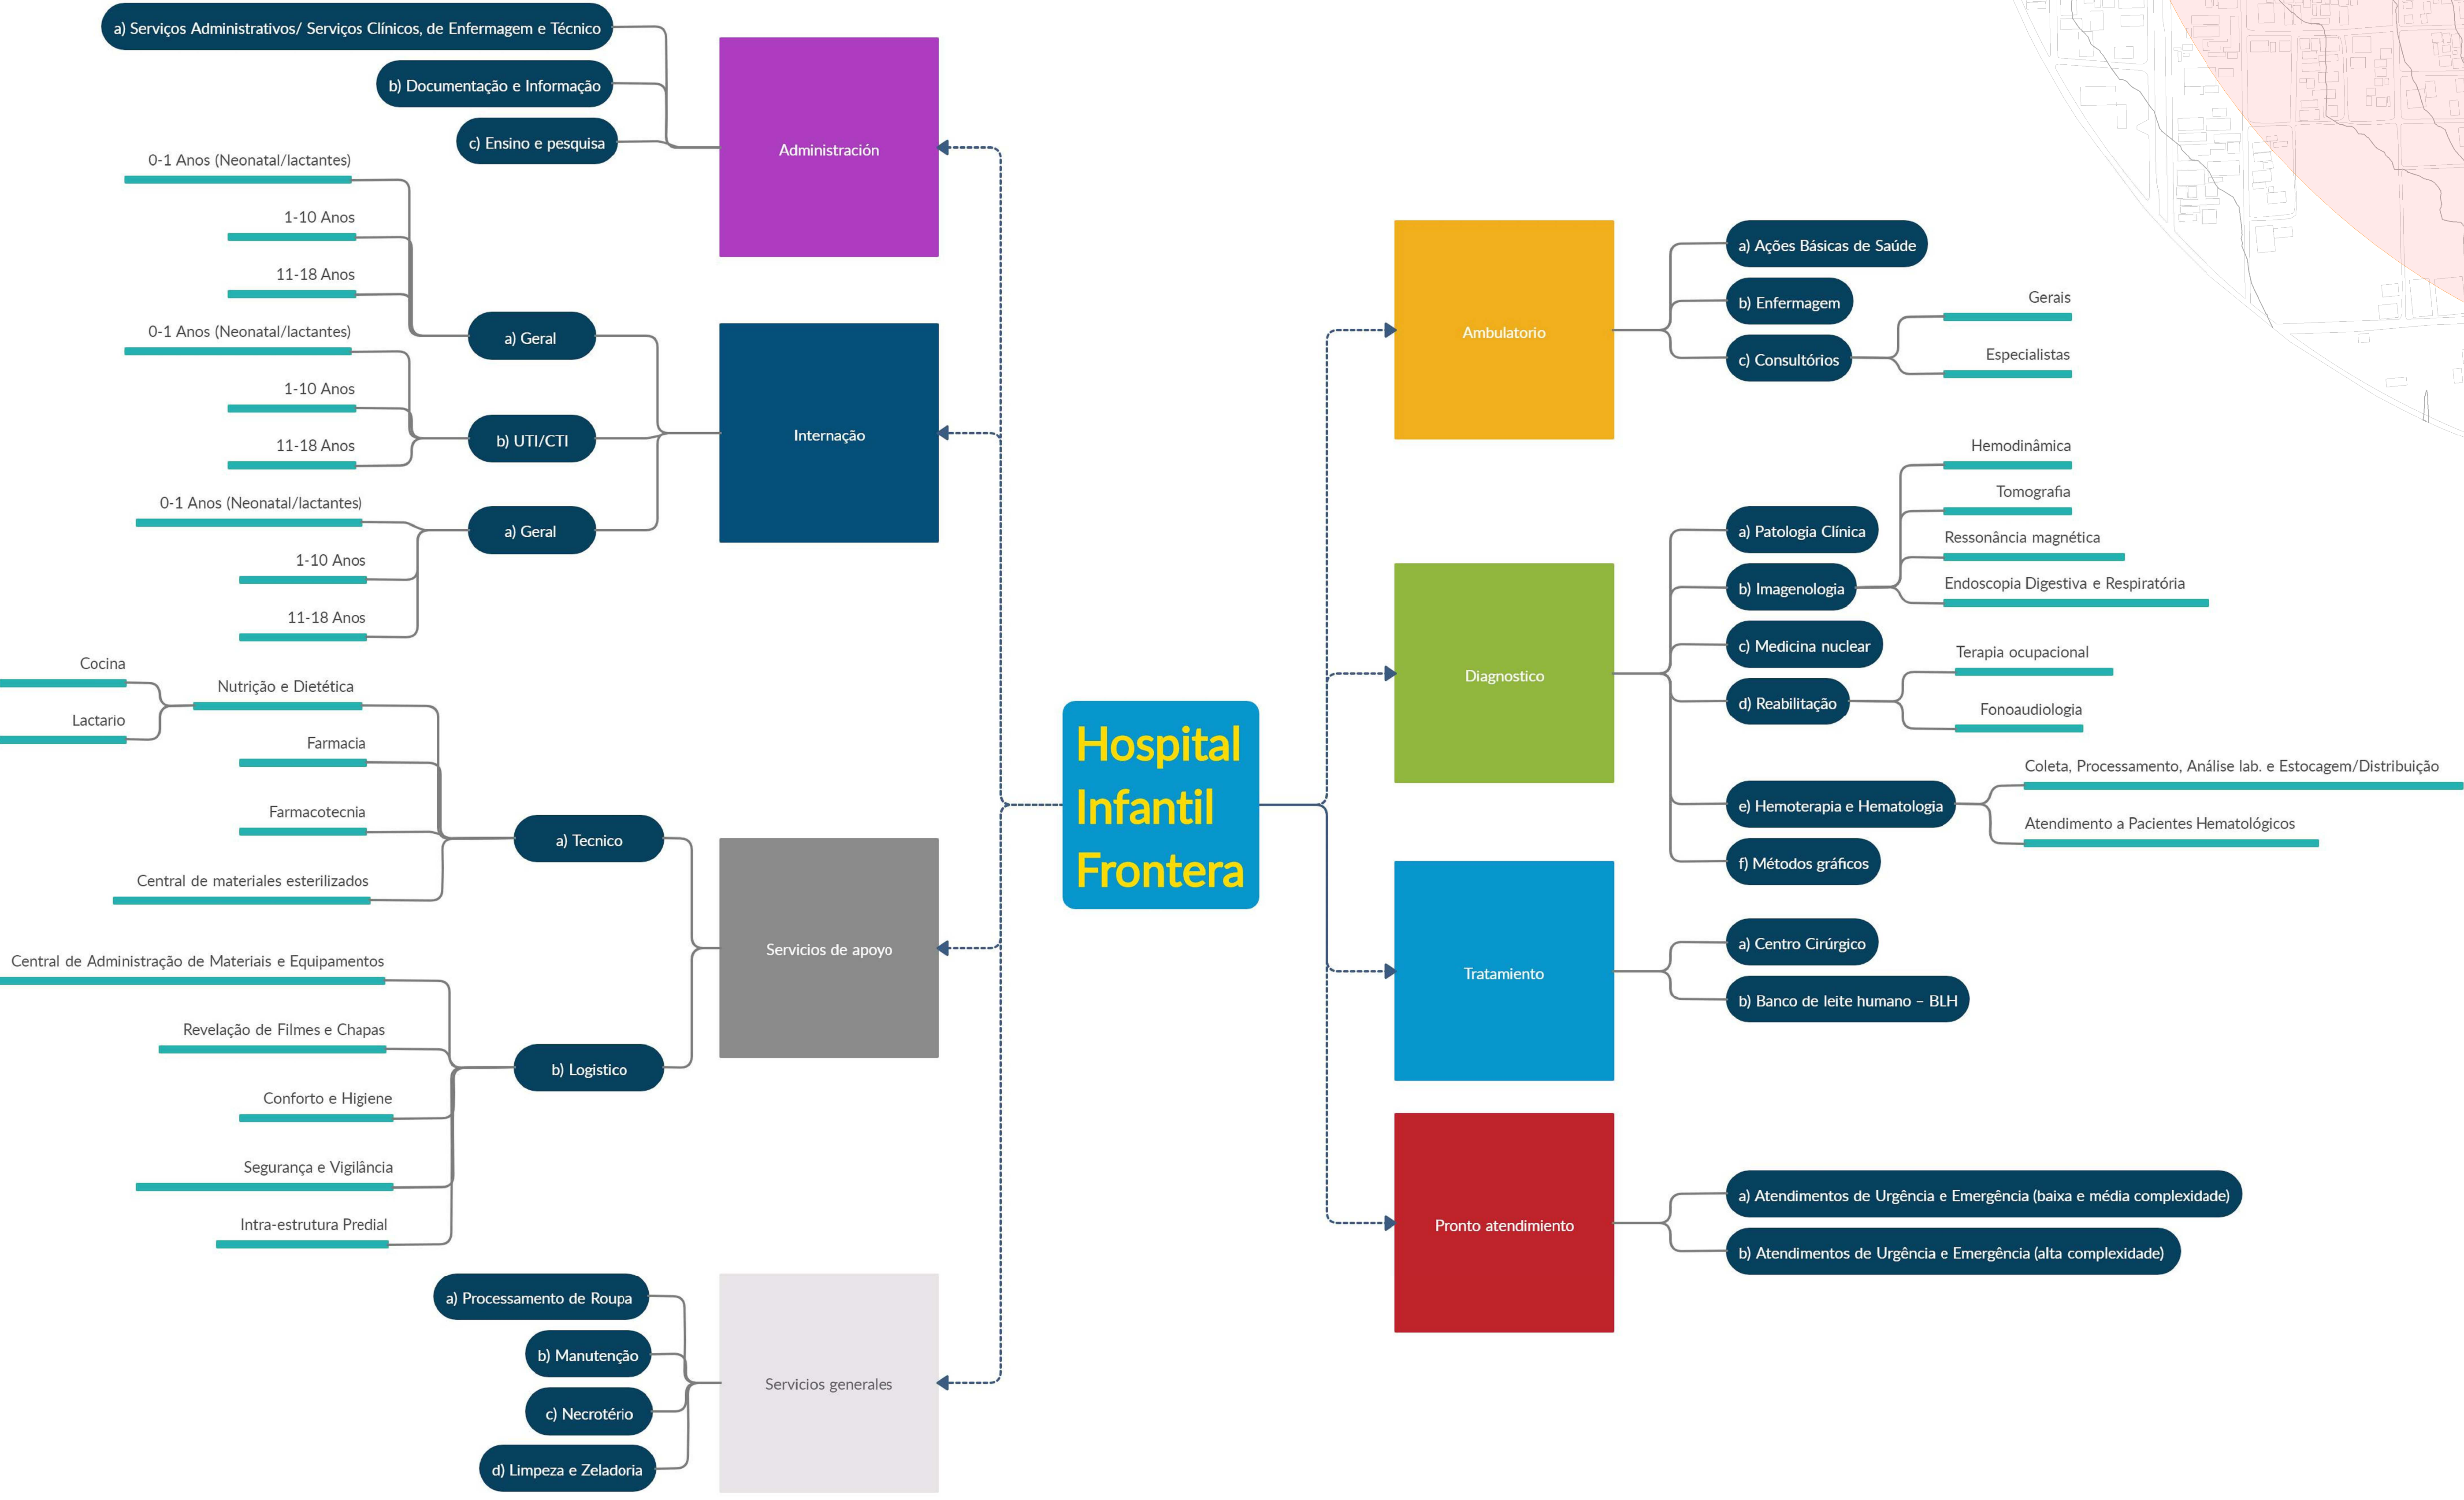 a) Serviços Administrativos/ Serviços Clínicos, de Enfermagem e Técnico
b) Documentação e Informação
c) Ensino e pesquisa
Administración
0-1 Anos (Neonatal/lactantes)
1-10 Anos
11-18 Anos
a) Geral
0-1 Anos (Neonatal/lactantes)
1-10 Anos
11-18 Anos
b) UTI/CTI
0-1 Anos (Neonatal/lactantes)
1-10 Anos
11-18 Anos
a) Geral
Internação
Cocina
Lactario
Nutrição e Dietética
Farmacia
Farmacotecnia
Central de materiales esterilizados
a) Tecnico
Central de Administração de Materiais e Equipamentos
Revelação de Filmes e Chapas
Conforto e Higiene
Segurança e Vigilância
Intra-estrutura Predial
b) Logistico
Servicios de apoyo
a) Processamento de Roupa
b) Manutenção
c) Necrotério
d) Limpeza e Zeladoria
Servicios generales
Hospital
Infantil
Frontera
Ambulatorio
a) Ações Básicas de Saúde
b) Enfermagem
c) Consultórios
Gerais
Especialistas
Diagnostico
a) Patologia Clínica
b) Imagenologia
Hemodinâmica
Tomografia
Ressonância magnética
Endoscopia Digestiva e Respiratória
c) Medicina nuclear
d) Reabilitação
Terapia ocupacional
Fonoaudiologia
e) Hemoterapia e Hematologia
Coleta, Processamento, Análise lab. e Estocagem/Distribuição
Atendimento a Pacientes Hematológicos
f) Métodos gráficos
Tratamiento
a) Centro Cirúrgico
b) Banco de leite humano – BLH
Pronto atendimiento
a) Atendimentos de Urgência e Emergência (baixa e média complexidade)
b) Atendimentos de Urgência e Emergência (alta complexidade)